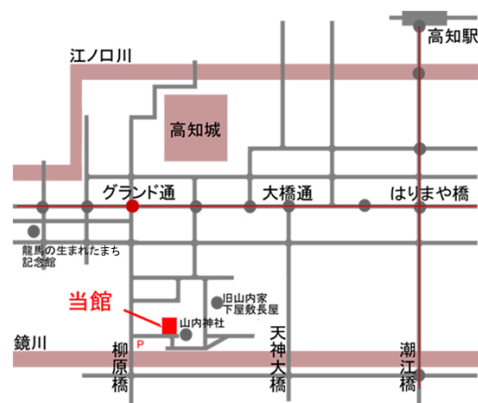 高知駅
江ノ口川
高知城
グランド通
大橋通
はりまや橋
龍馬の生まれたまち
記念館
当館
旧山内家
下屋敷長屋
山内神社
P
鏡川
柳原橋
天神大橋
潮江橋